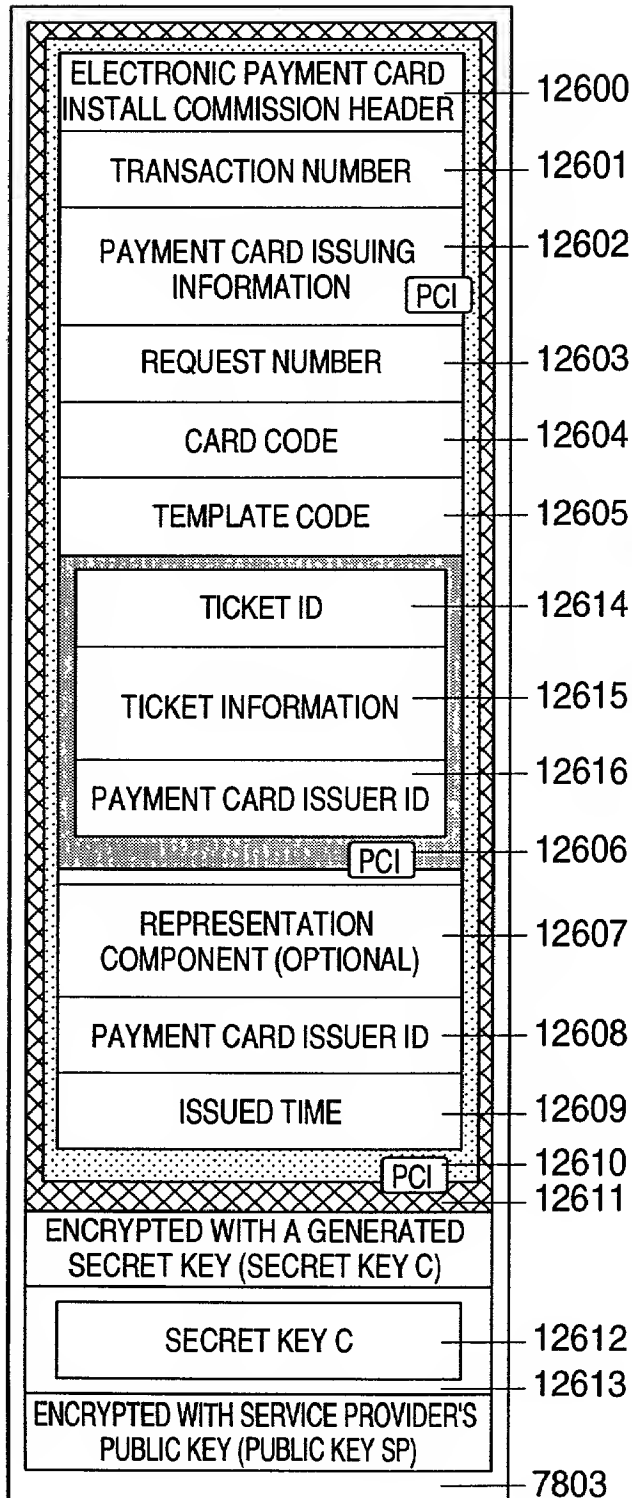 ELECTRONIC PAYMENT CARD
INSTALL COMMISSION HEADER
12600
TRANSACTION NUMBER
12601
PAYMENT CARD ISSUING
INFORMATION
12602
PCI
REQUEST NUMBER
12603
CARD CODE
12604
TEMPLATE CODE
12605
TICKET ID
12614
TICKET INFORMATION
12615
12616
PAYMENT CARD ISSUER ID
PCI
12606
REPRESENTATION
COMPONENT (OPTIONAL)
12607
PAYMENT CARD ISSUER ID
12608
ISSUED TIME
12609
12610
PCI
12611
ENCRYPTED WITH A GENERATED
SECRET KEY (SECRET KEY C)
SECRET KEY C
12612
12613
ENCRYPTED WITH SERVICE PROVIDER'S
PUBLIC KEY (PUBLIC KEY SP)
7803